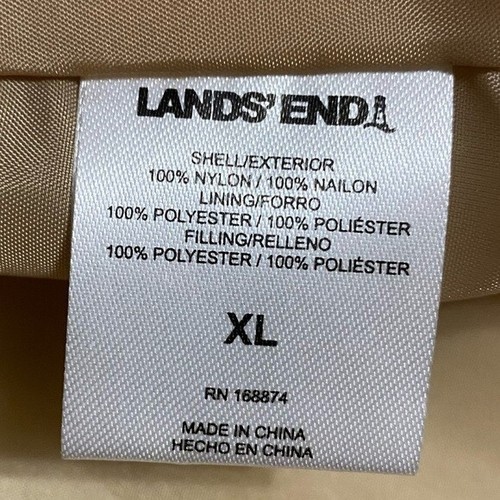 LANDS' END
SHELL/EXTERIOR
100% NYLON / 100% NAILON
LINING/FORRO
100% POLYESTER / 100% POLIÉSTER
FILLING/RELLENO
100% POLYESTER / 100% POLIÉSTER
XL
RN 168874
MADE IN CHINA
HECHO EN CHINA